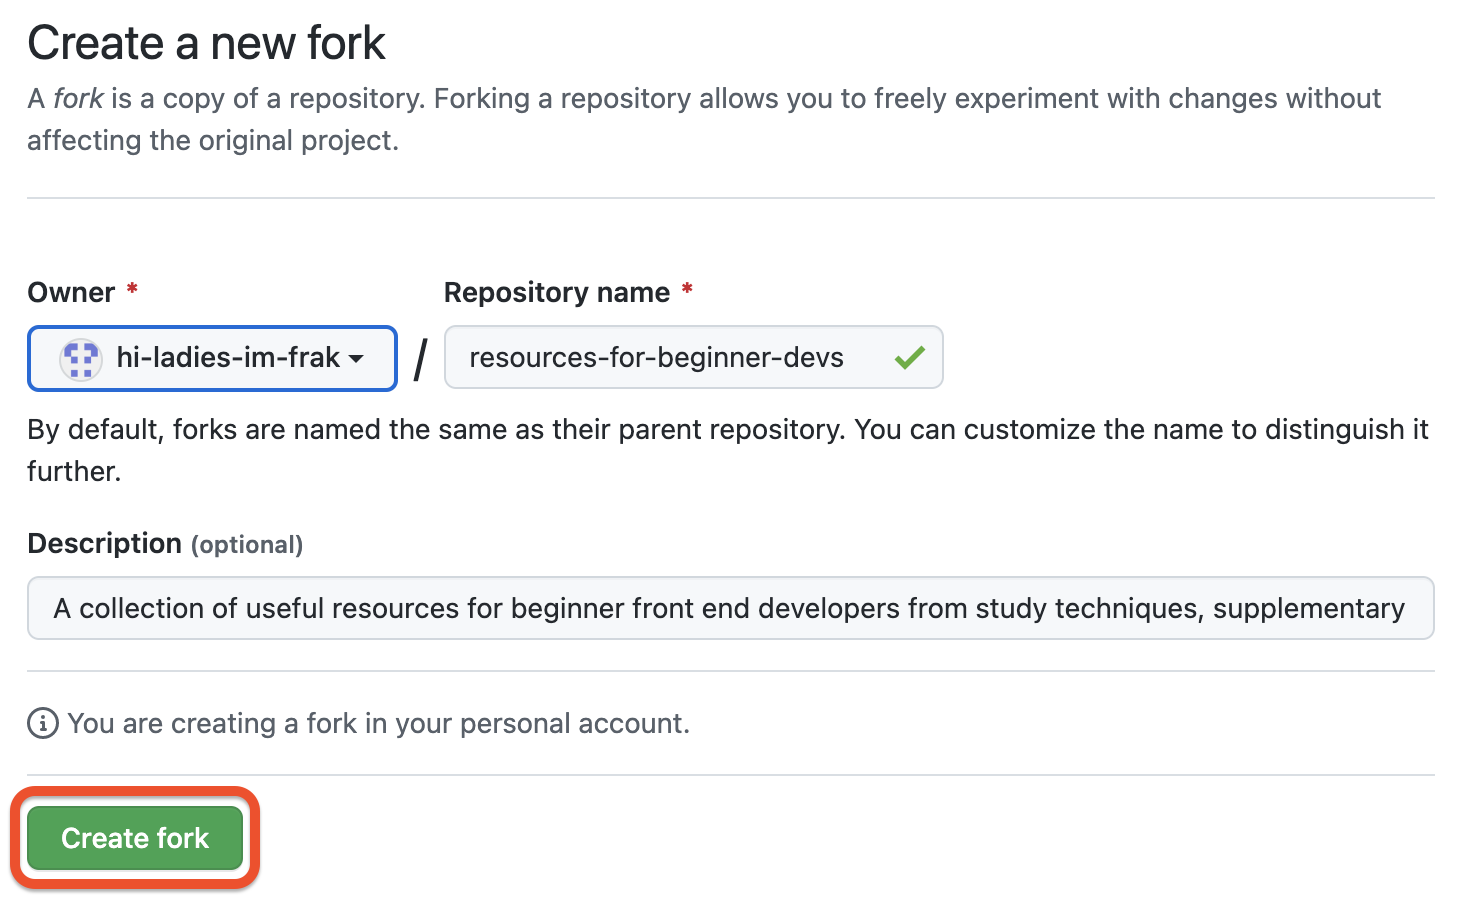 Create a new fork
A fork is a copy of a repository. Forking a repository allows you to freely experiment with changes without
affecting the original project.
Owner * Repository name *
hi-ladies-im-frak / resources-for-beginner-devs
By default, forks are named the same as their parent repository. You can customize the name to distinguish it
further.
Description (optional)
A collection of useful resources for beginner front end developers from study techniques, supplementary
You are creating a fork in your personal account.
Create fork